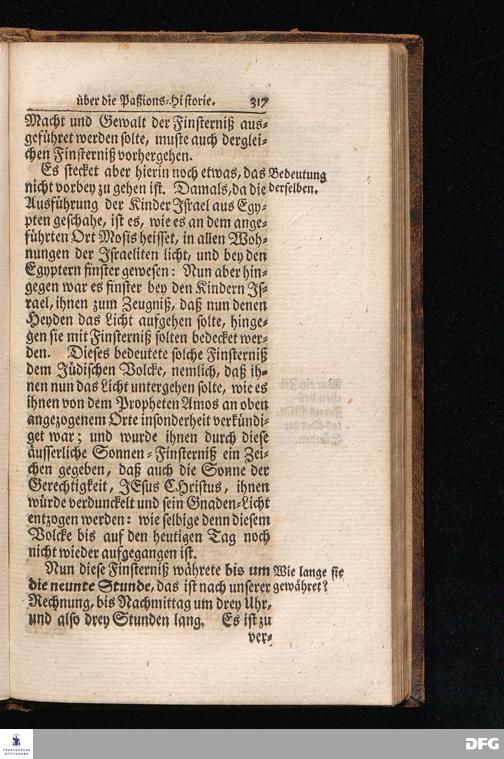 über die Paßions-Historie. 317
Macht und Gewalt der Finsterniß aus-
geführet werden solte, muste auch derglei-
chen Finsterniß vorhergehen.
Es stecket aber hierin noch etwas, das
nicht vorbey zu gehen ist. Damals, da die
Bedeutung
derselben.
Ausführung der Kinder Israel aus Egy-
pten geschahe, ist es, wie es an dem ange-
führten Ort Mosis heisset, in allen Woh-
nungen der Israeliten licht, und bey den
Egyptern finster gewesen: Nun aber hin-
gegen war es finster bey den Kindern Is-
rael, ihnen zum Zeugniß, daß nun denen
Heyden das Licht aufgehen solte, hinge-
gen sie mit Finsterniß solten bedecket wer-
den. Dieses bedeutete solche Finsterniß
dem Jüdischen Volcke, nemlich, daß ih-
nen nun das Licht untergehen solte, wie es
ihnen von dem Propheten Amos an oben
angezogenem Orte insonderheit verkündi-
get war; und wurde ihnen durch diese
äusserliche Sonnen-Finsterniß ein Zei-
chen gegeben, daß auch die Sonne der
Gerechtigkeit, JEsus CHristus, ihnen
würde verdunckelt und sein Gnaden-Licht
entzogen werden: wie selbige denn diesem
Volcke bis auf den heutigen Tag noch
nicht wieder aufgegangen ist.
Nun diese Finsterniß währete bis um
die neunte Stunde, das ist nach unserer
Wie lange sie
gewähret?
Rechnung, bis Nachmittag um drey Uhr,
und also drey Stunden lang. Es ist zu
ver-
FRANCKESCHE
STIFTUNGEN
DFG